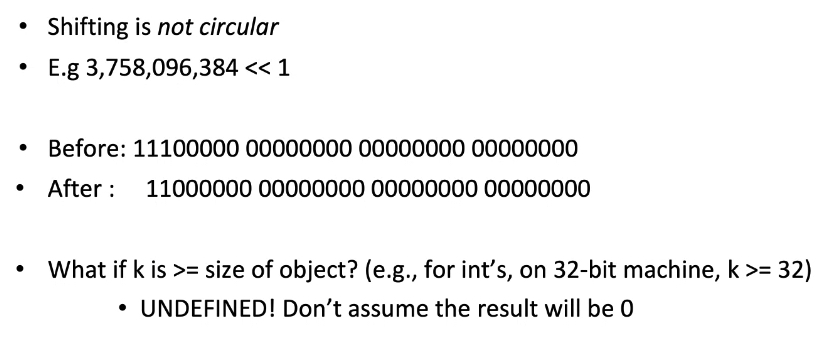 • Shifting is not circular
• E.g 3,758,096,384 << 1
• Before: 11100000 00000000 00000000 00000000
• After : 11000000 00000000 00000000 00000000
• What if k is >= size of object? (e.g., for int’s, on 32-bit machine, k >= 32)
• UNDEFINED! Don’t assume the result will be 0